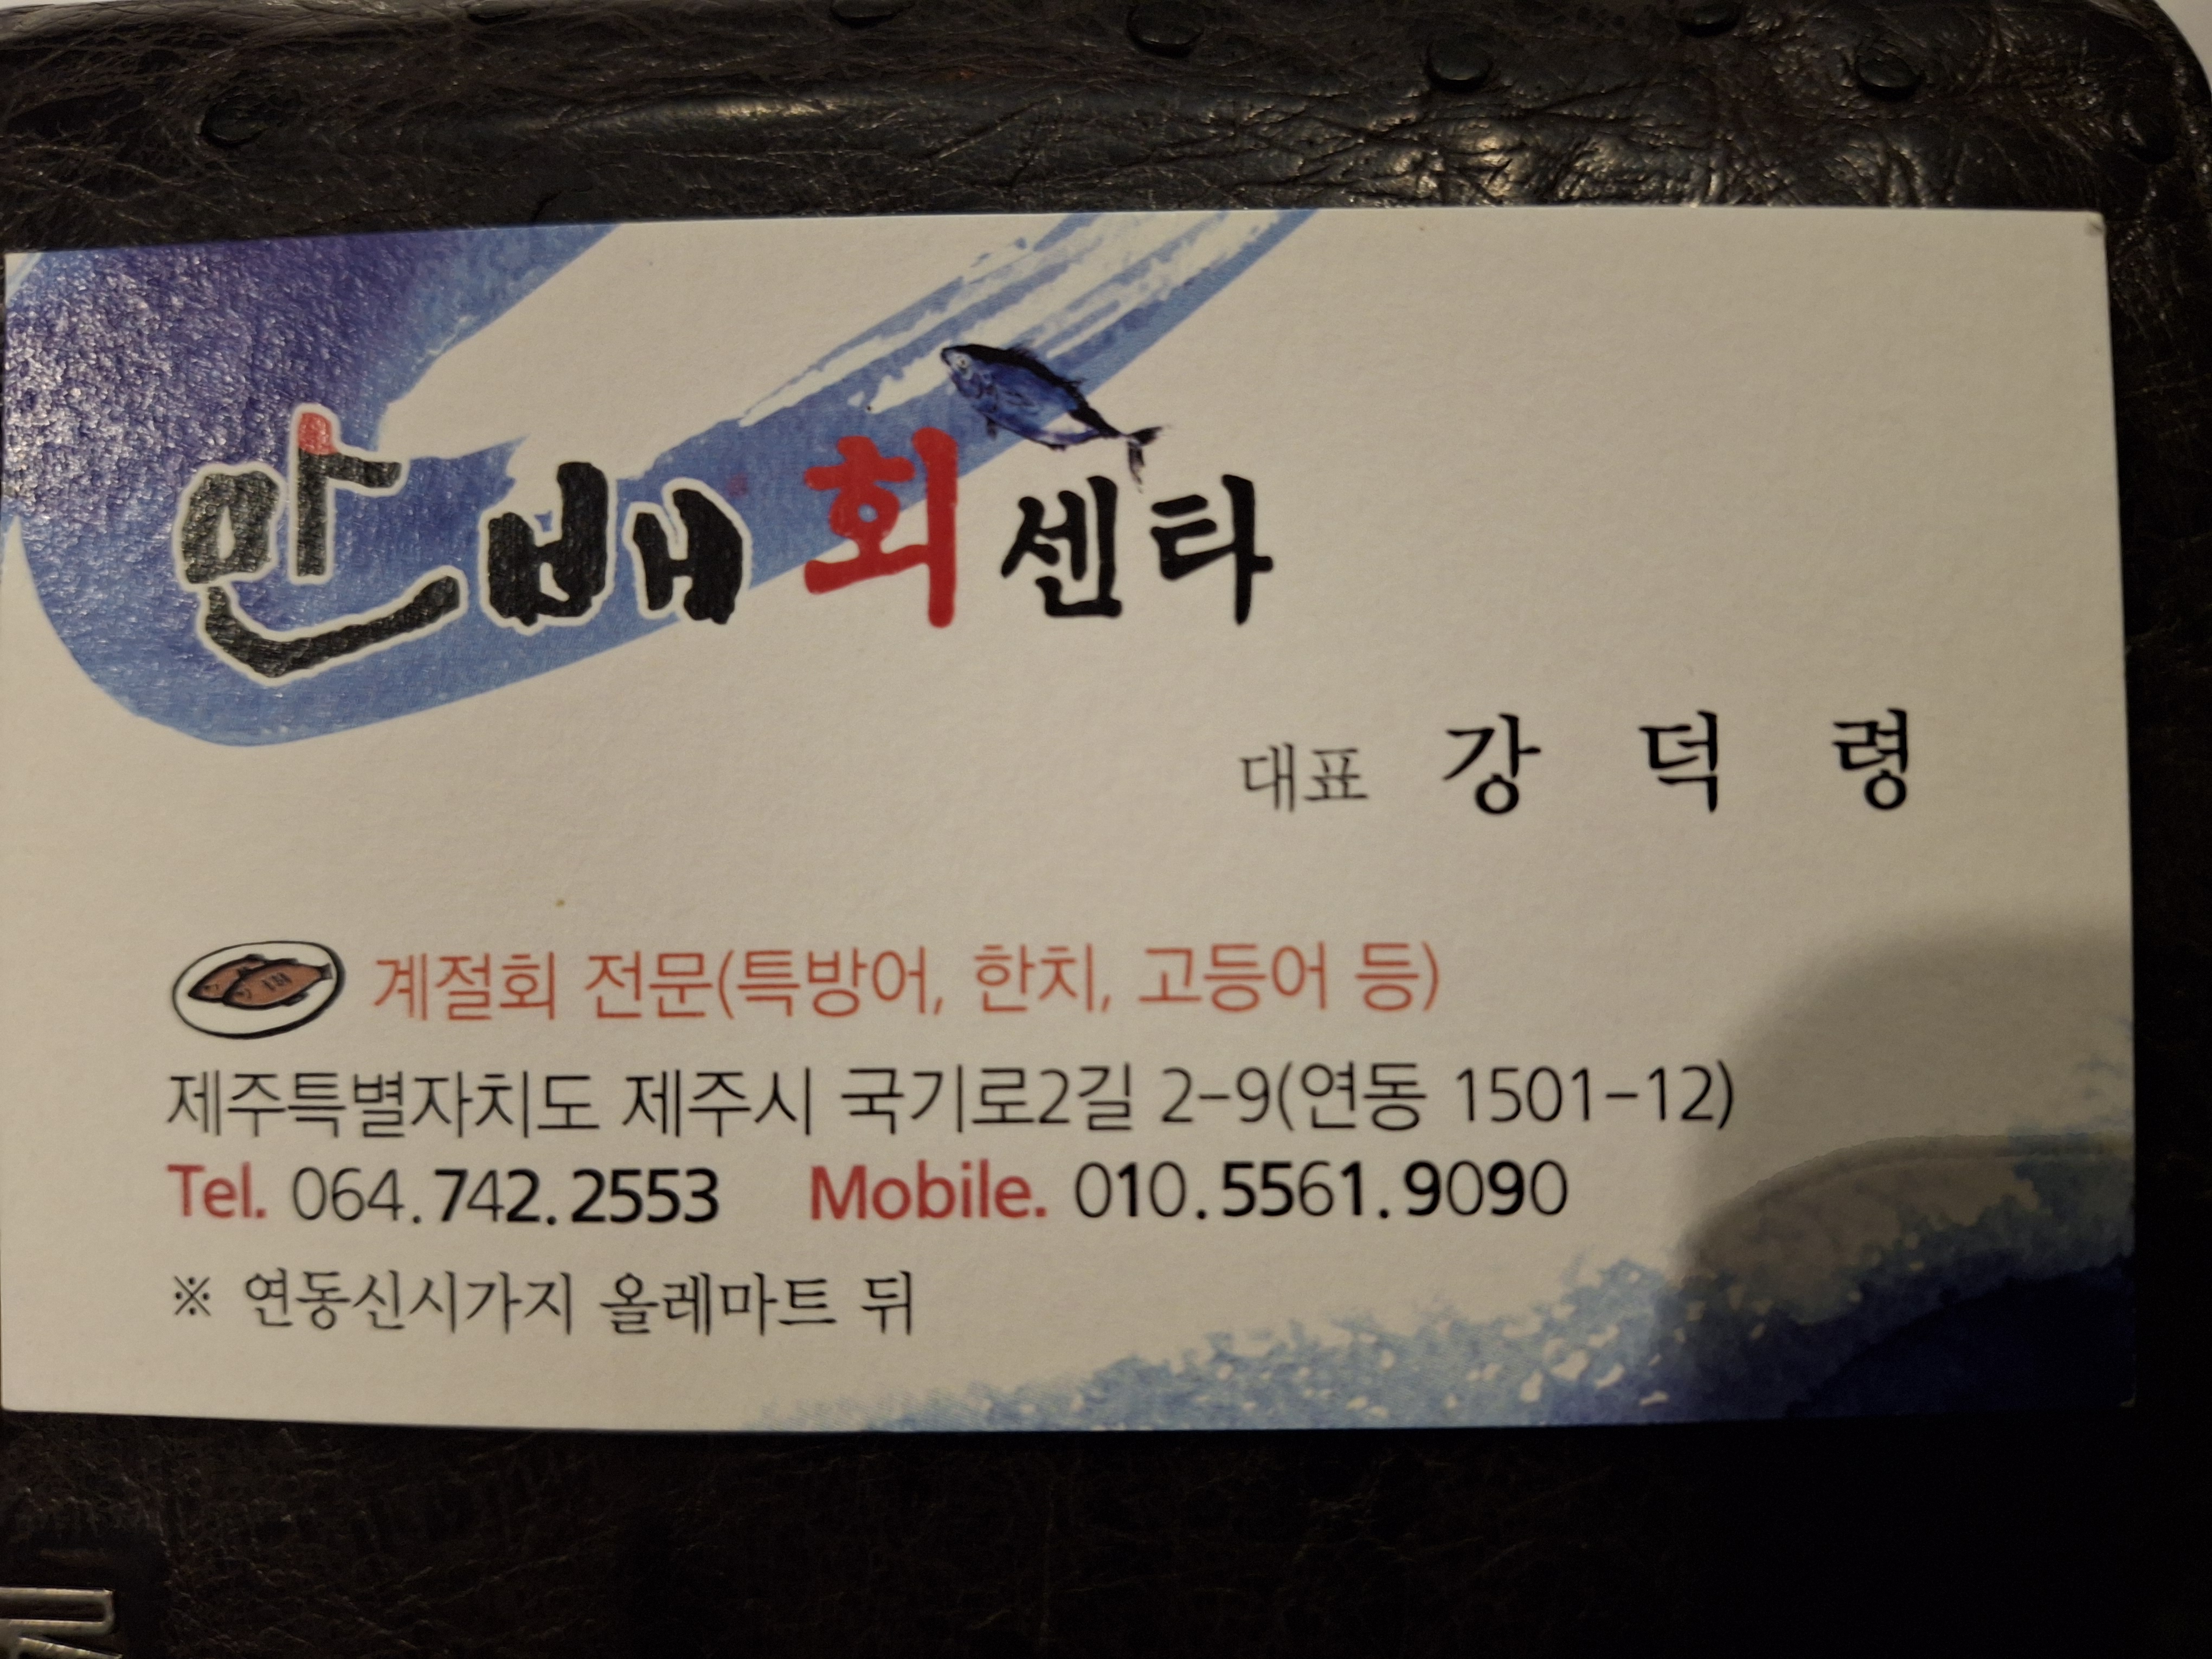 만배회센타
대표 강덕령
계절회 전문(특방어, 한치, 고등어 등)
제주특별자치도 제주시 국기로2길 2-9(연동 1501-12)
Tel. 064.742.2553 Mobile. 010.5561.9090
※ 연동신시가지 올레마트 뒤